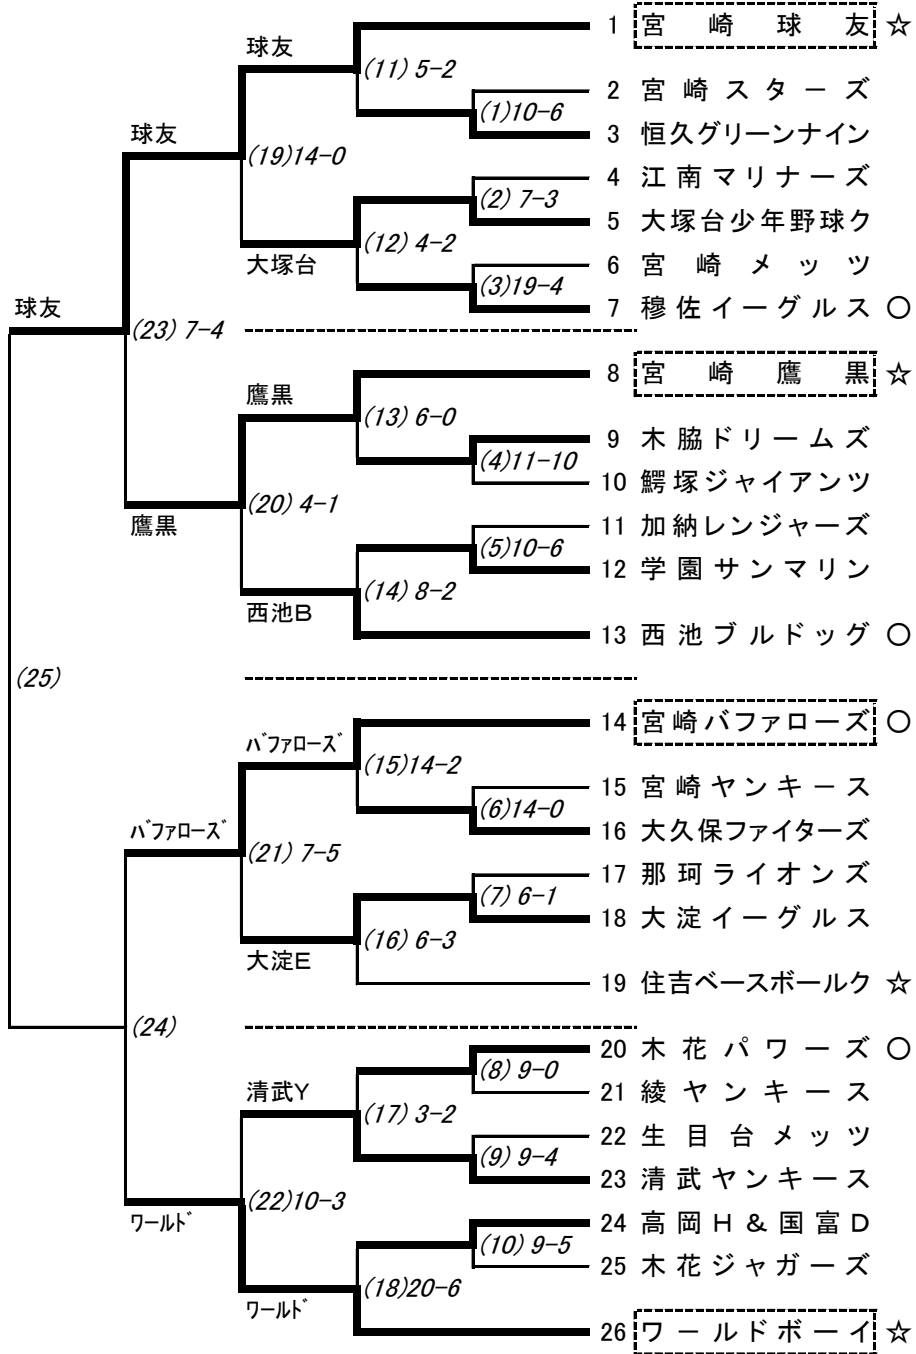 1 宮崎球友 ☆
球友
(11) 5-2
2 宮崎スターズ
(1)10-6
球友
3 恒久グリーンナイン
(19)14-0
4 江南マリナーズ
(2) 7-3
5 大塚台少年野球ク
(12) 4-2
大塚台
6 宮崎メッツ
(3)19-4
球友
7 穆佐イーグルス ○
(23) 7-4
8 宮崎鷹黒 ☆
鷹黒
(13) 6-0
9 木脇ドリームズ
(4)11-10
10 鰐塚ジャイアンツ
(20) 4-1
鷹黒
11 加納レンジャーズ
(5)10-6
12 学園サンマリン
(14) 8-2
西池B
13 西池ブルドッグ ○
(25)
14 宮崎バファローズ ○
バファローズ
(15)14-2
15 宮崎ヤンキース
(6)14-0
バファローズ
16 大久保ファイターズ
(21) 7-5
17 那珂ライオンズ
(7) 6-1
18 大淀イーグルス
(16) 6-3
大淀E
19 住吉ベースボールク ☆
(24)
20 木花パワーズ ○
(8) 9-0
清武Y
21 綾ヤンキース
(17) 3-2
22 生目台メッツ
(9) 9-4
23 清武ヤンキース
(22)10-3
ワールド
24 高岡H&国富D
(10) 9-5
25 木花ジャガーズ
(18)20-6
ワールド
26 ワールドボーイ ☆